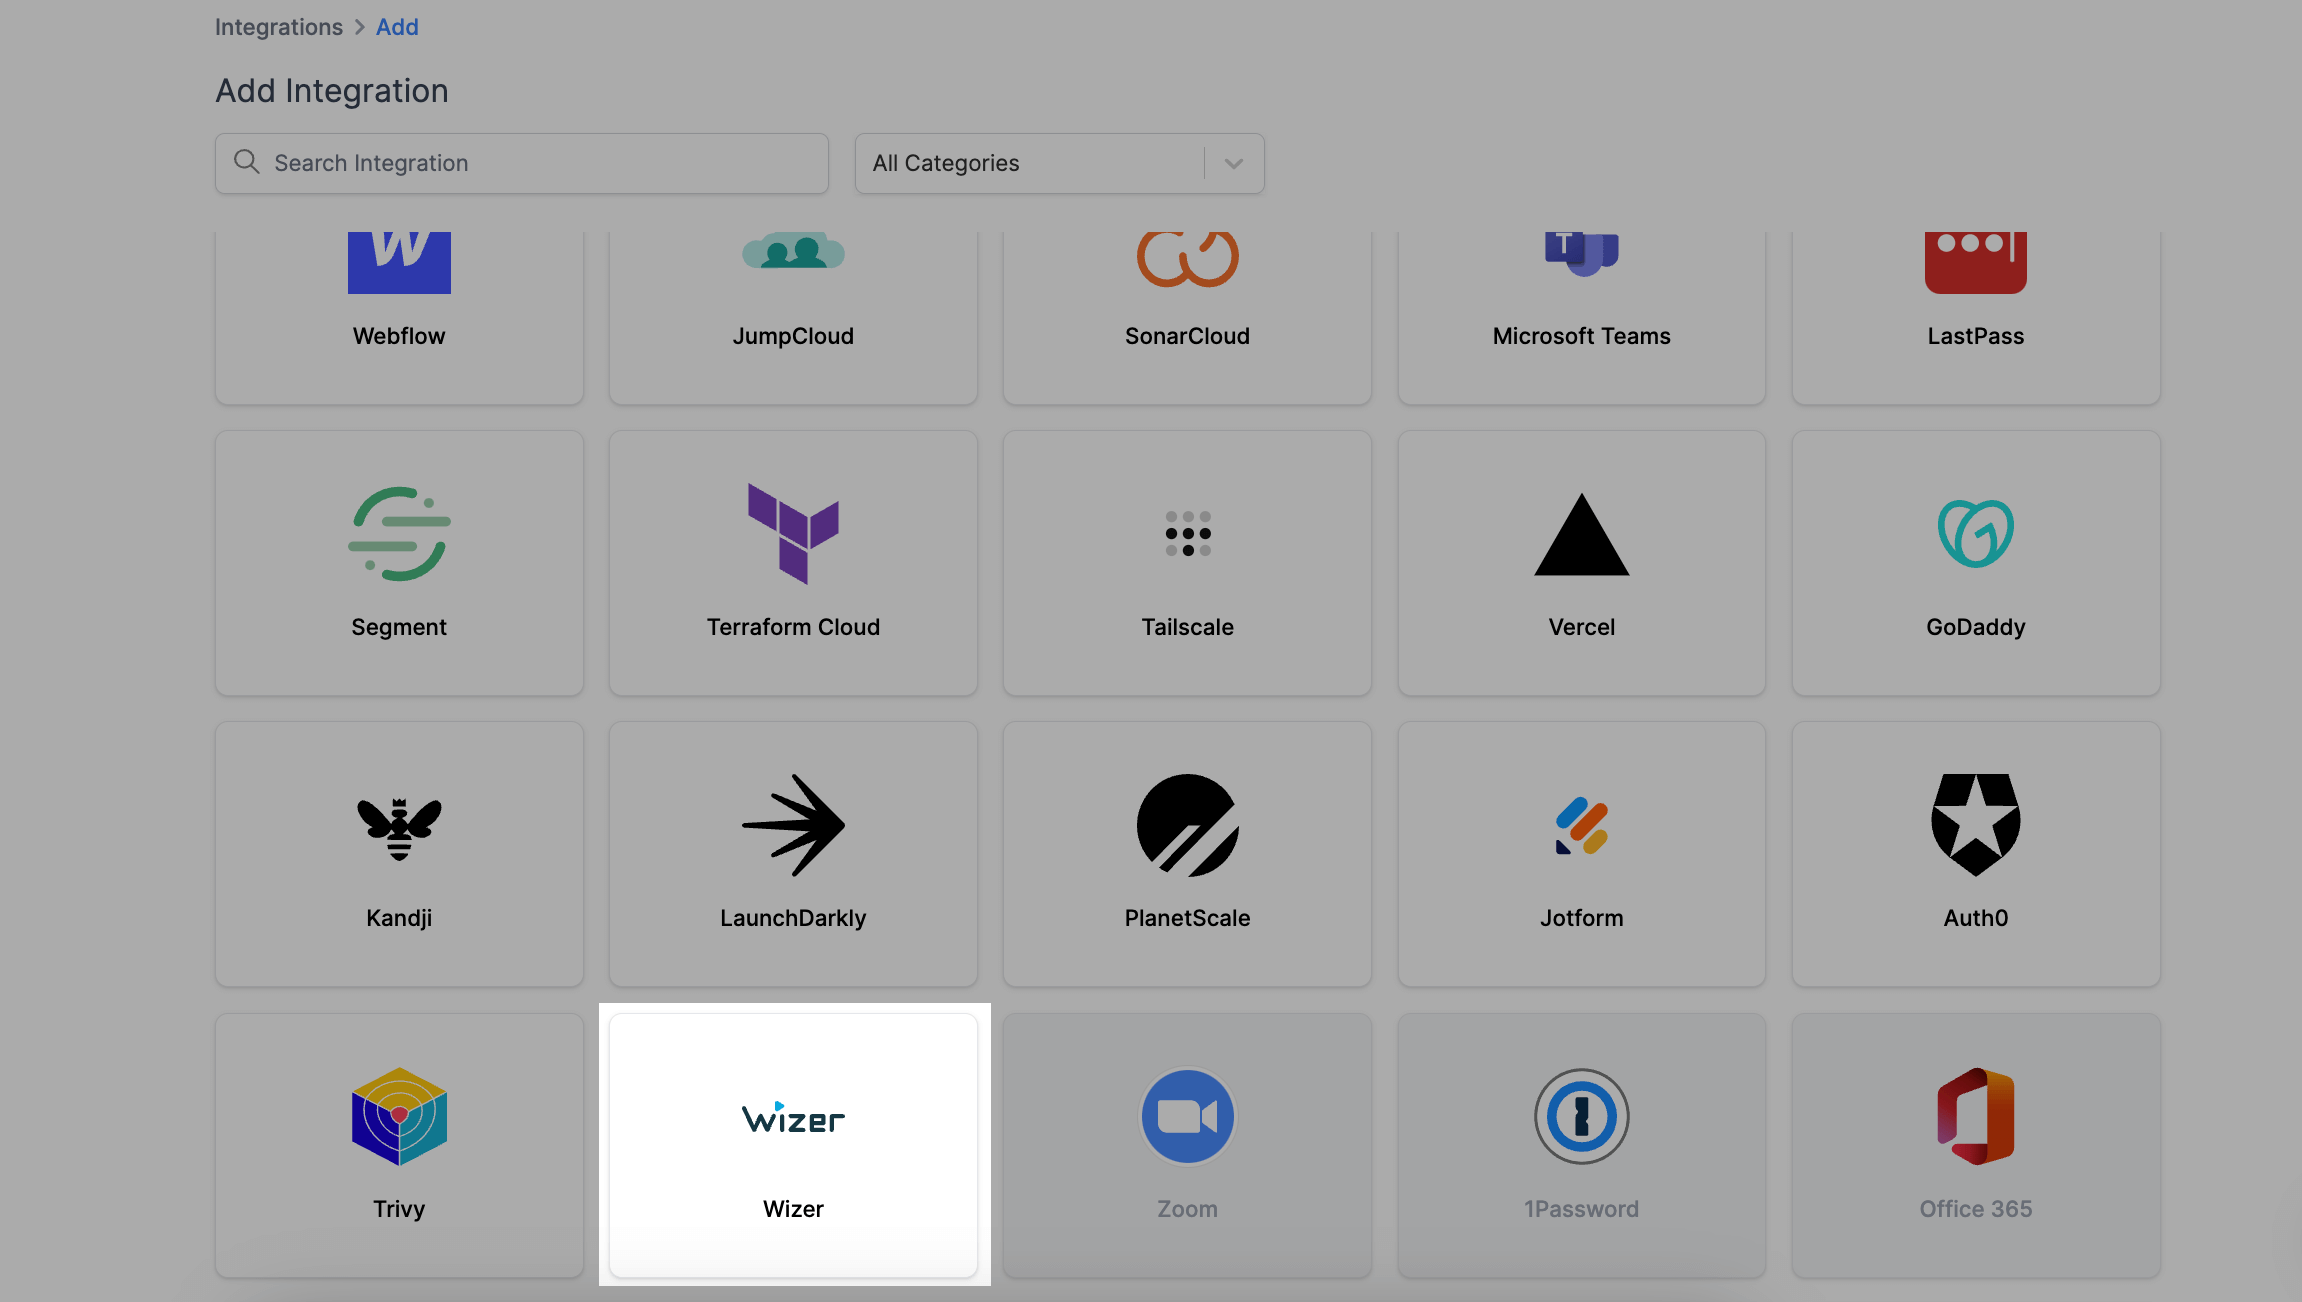 Integrations > Add
Add Integration
Search Integration
All Categories
W
T
Webflow
JumpCloud
SonarCloud
Microsoft Teams
LastPass
Segment
Terraform Cloud
Tailscale
Vercel
GoDaddy
Kandji
LaunchDarkly
PlanetScale
Jotform
Auth0
wizer
Trivy
Wizer
Zoom
1Password
Office 365